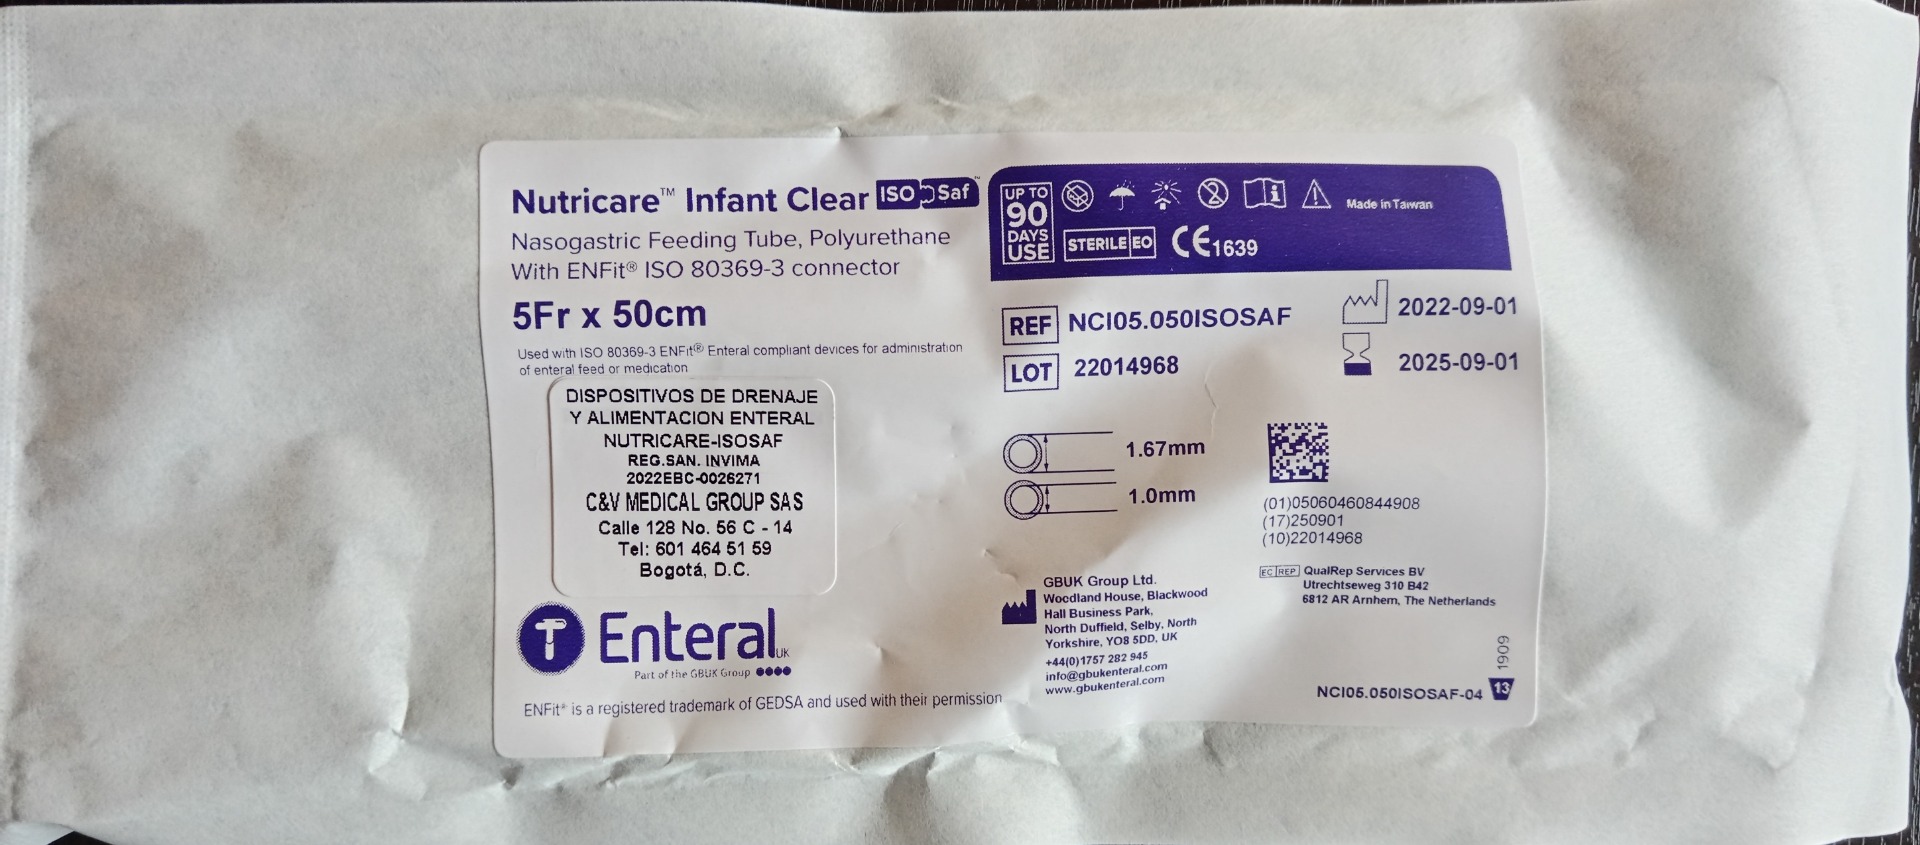 Nutricare™ Infant Clear ISO Saf™
Nasogastric Feeding Tube, Polyurethane
With ENFit® ISO 80369-3 connector
5Fr x 50cm
Used with ISO 80369-3 ENFit® Enteral compliant devices for administration
of enteral feed or medication
DISPOSITIVOS DE DRENAJE
Y ALIMENTACION ENTERAL
NUTRICARE-ISOSAF
REG.SAN. INVIMA
2022EBC-0026271
C&V MEDICAL GROUP SAS
Calle 128 No. 56 C - 14
Tel: 601 464 51 59
Bogotá, D.C.
T Enteral UK
Part of the GBUK Group
ENFit® is a registered trademark of GEDSA and used with their permission
UP TO
90
DAYS
USE
2
i
Made in Taiwan
STERILE EO
CE 1639
REF NCI05.050ISOSAF
LOT 22014968
2022-09-01
2025-09-01
1.67mm
1.0mm
(01)05060460844908
(17)250901
(10)22014968
GBUK Group Ltd.
Woodland House, Blackwood
Hall Business Park,
North Duffield, Selby, North
Yorkshire, YO8 5DD, UK
+44(0)1757 282 945
info@gbukenteral.com
www.gbukenteral.com
EC REP QualRep Services BV
Utrechtseweg 310 B42
6812 AR Arnhem, The Netherlands
1909
NCI05.050ISOSAF-04 13